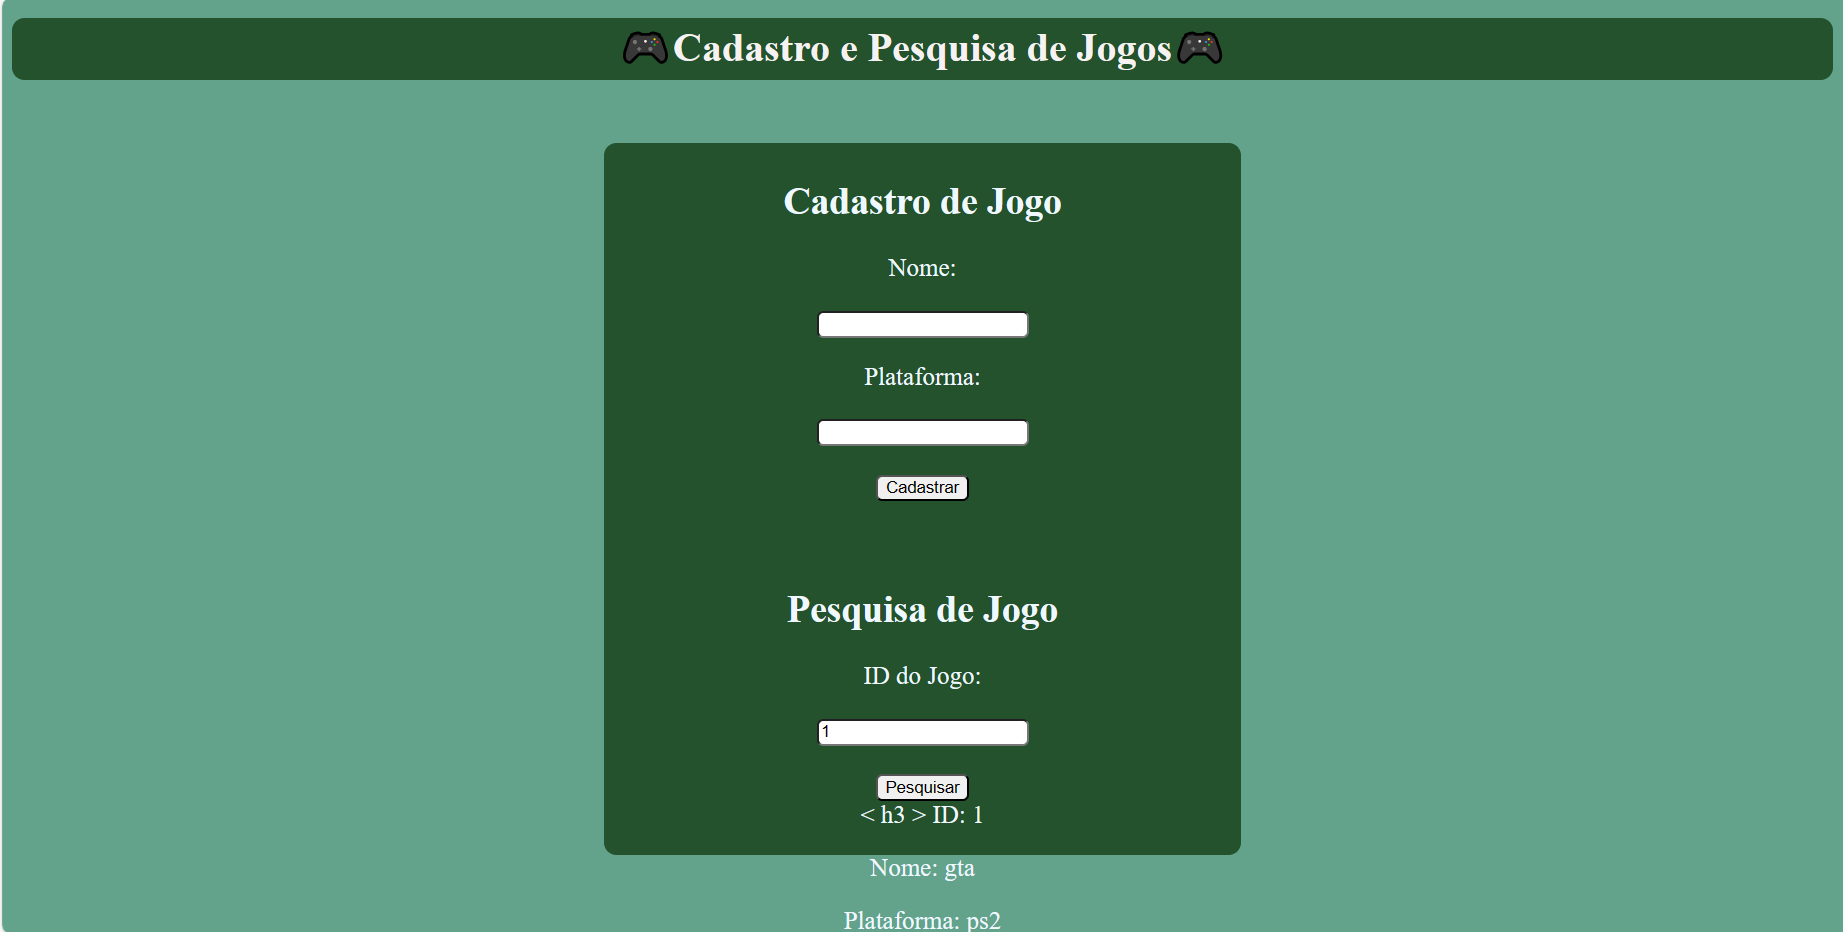 🎮Cadastro e Pesquisa de Jogos🎮
Cadastro de Jogo
Nome:
Plataforma:
Cadastrar
Pesquisa de Jogo
ID do Jogo:
1
Pesquisar
< h3 > ID: 1
Nome: gta
Plataforma: ps2